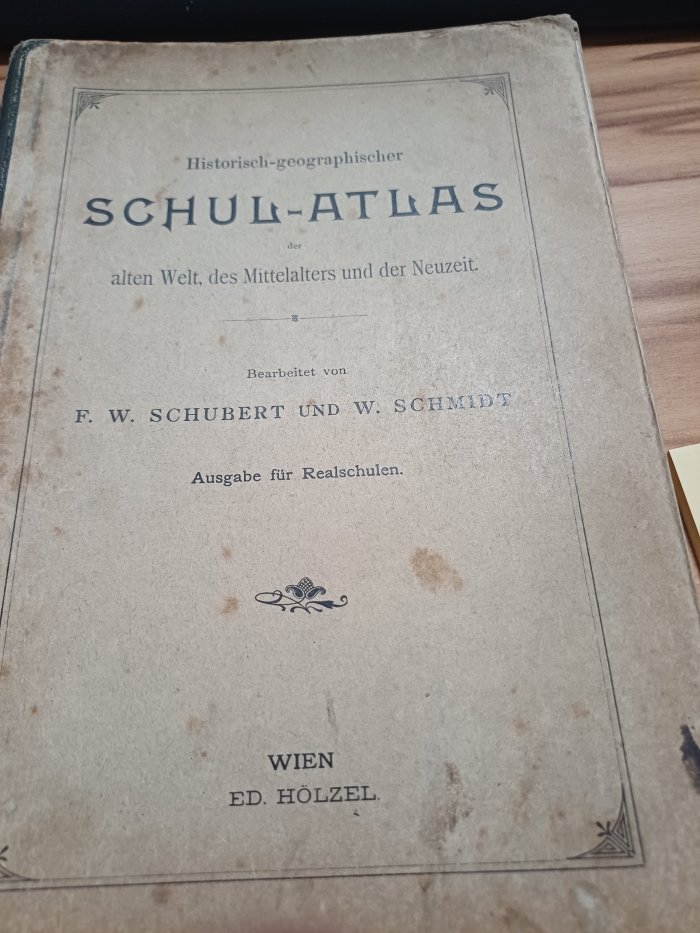 Historisch-geographischer
SCHUL-ATLAS
der
alten Welt, des Mittelalters und der Neuzeit.
Bearbeitet von
F. W. SCHUBERT UND W. SCHMIDT
Ausgabe für Realschulen.
WIEN
ED. HÖLZEL.